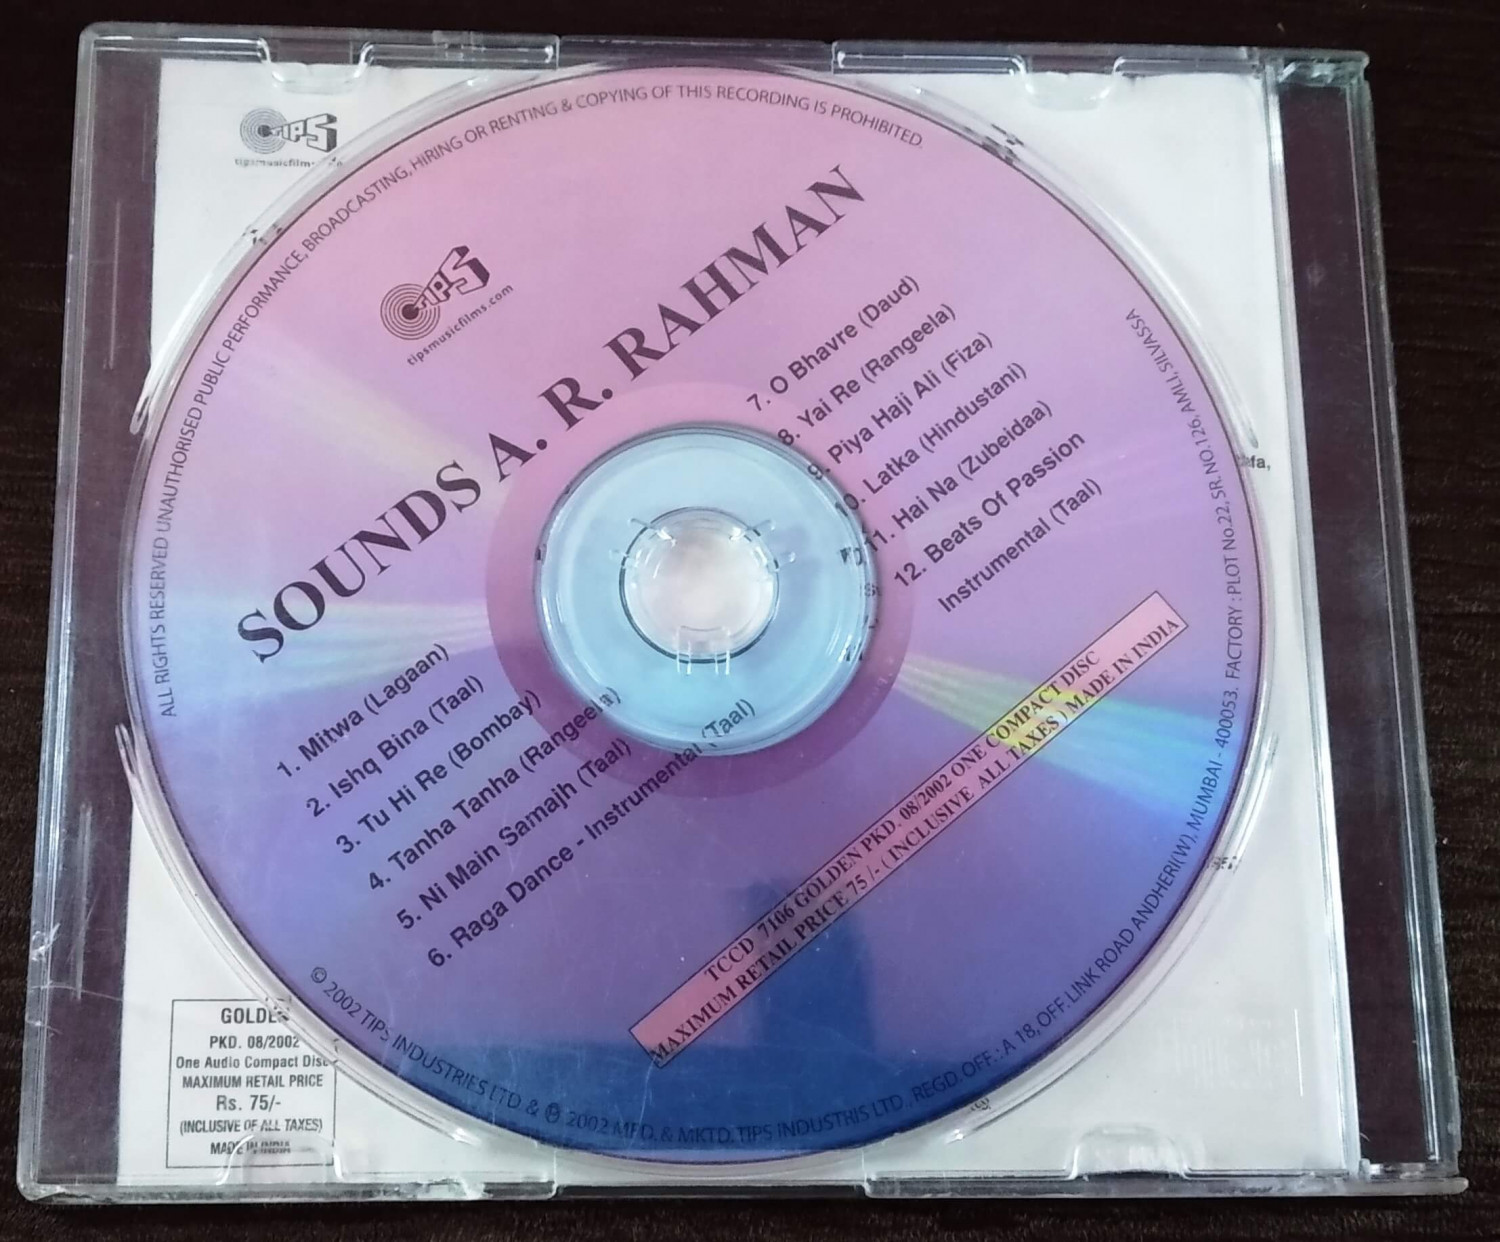 TIPS
ALL RIGHTS RESERVED UNAUTHORISED PUBLIC PERFORMANCE, BROADCASTING, HIRING OR RENTING & COPYING OF THIS RECORDING IS PROHIBITED.
TIPS
tipsmusicfilms.com
SOUNDS A. R. RAHMAN
1. Mitwa (Lagaan)
2. Ishq Bina (Taal)
3. Tu Hi Re (Bombay)
4. Tanha Tanha (Rangeela)
5. Ni Main Samajh (Taal)
6. Raga Dance - Instrumental (Taal)
7. O Bhavre (Daud)
8. Yai Re (Rangeela)
9. Piya Haji Ali (Fiza)
10. Latka (Hindustani)
11. Hai Na (Zubeidaa)
12. Beats Of Passion
Instrumental (Taal)
TCCD 7106 GOLDEN PKD. 08/2002 ONE COMPACT DISC
MAXIMUM RETAIL PRICE 75 /- ( INCLUSIVE ALL TAXES) MADE IN INDIA
© 2002 TIPS INDUSTRIES LTD & ℗ 2002 MFD. & MKTD. TIPS INDUSTRIS LTD., REGD. OFF.: A 18, OFF. LINK ROAD ANDHERI(W), MUMBAI - 400053. FACTORY : PLOT No.22, SR. NO.126, AMLI, SILVASSA
GOLDEN
PKD. 08/2002
One Audio Compact Disc
MAXIMUM RETAIL PRICE
Rs. 75/-
(INCLUSIVE OF ALL TAXES)
MADE IN INDIA